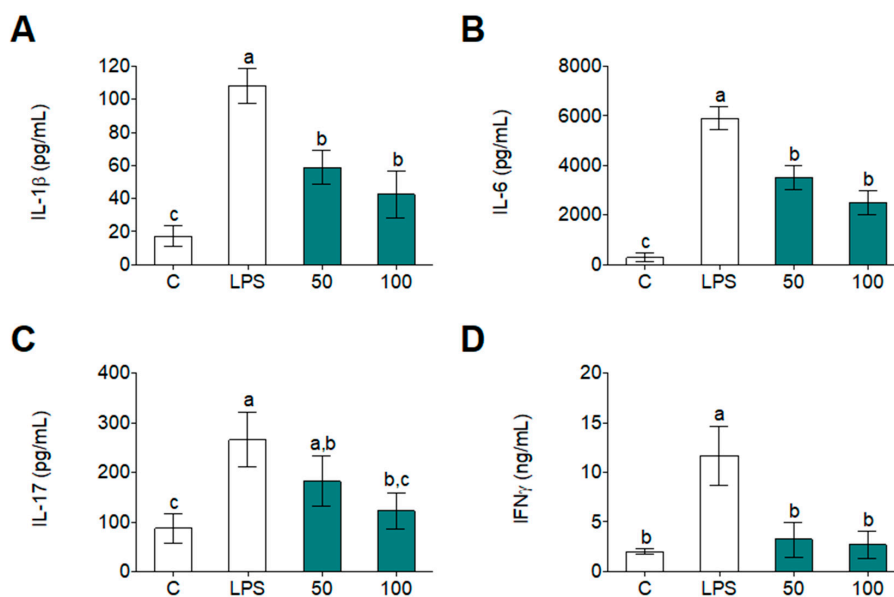 A
IL-1β (pg/mL)
120
100
80
60
40
20
0
a
b
b
c
C LPS 50 100
B
IL-6 (pg/mL)
8000
6000
4000
2000
0
a
b
b
c
C LPS 50 100
C
IL-17 (pg/mL)
400
300
200
100
0
a
a,b
b,c
c
C LPS 50 100
D
IFNγ (ng/mL)
20
15
10
5
0
a
b
b
b
C LPS 50 100